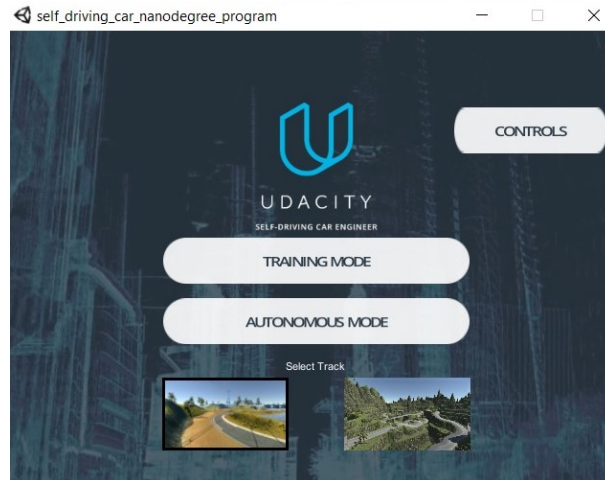 self_driving_car_nanodegree_program
CONTROLS
UDACITY
SELF-DRIVING CAR ENGINEER
TRAINING MODE
AUTONOMOUS MODE
Select Track